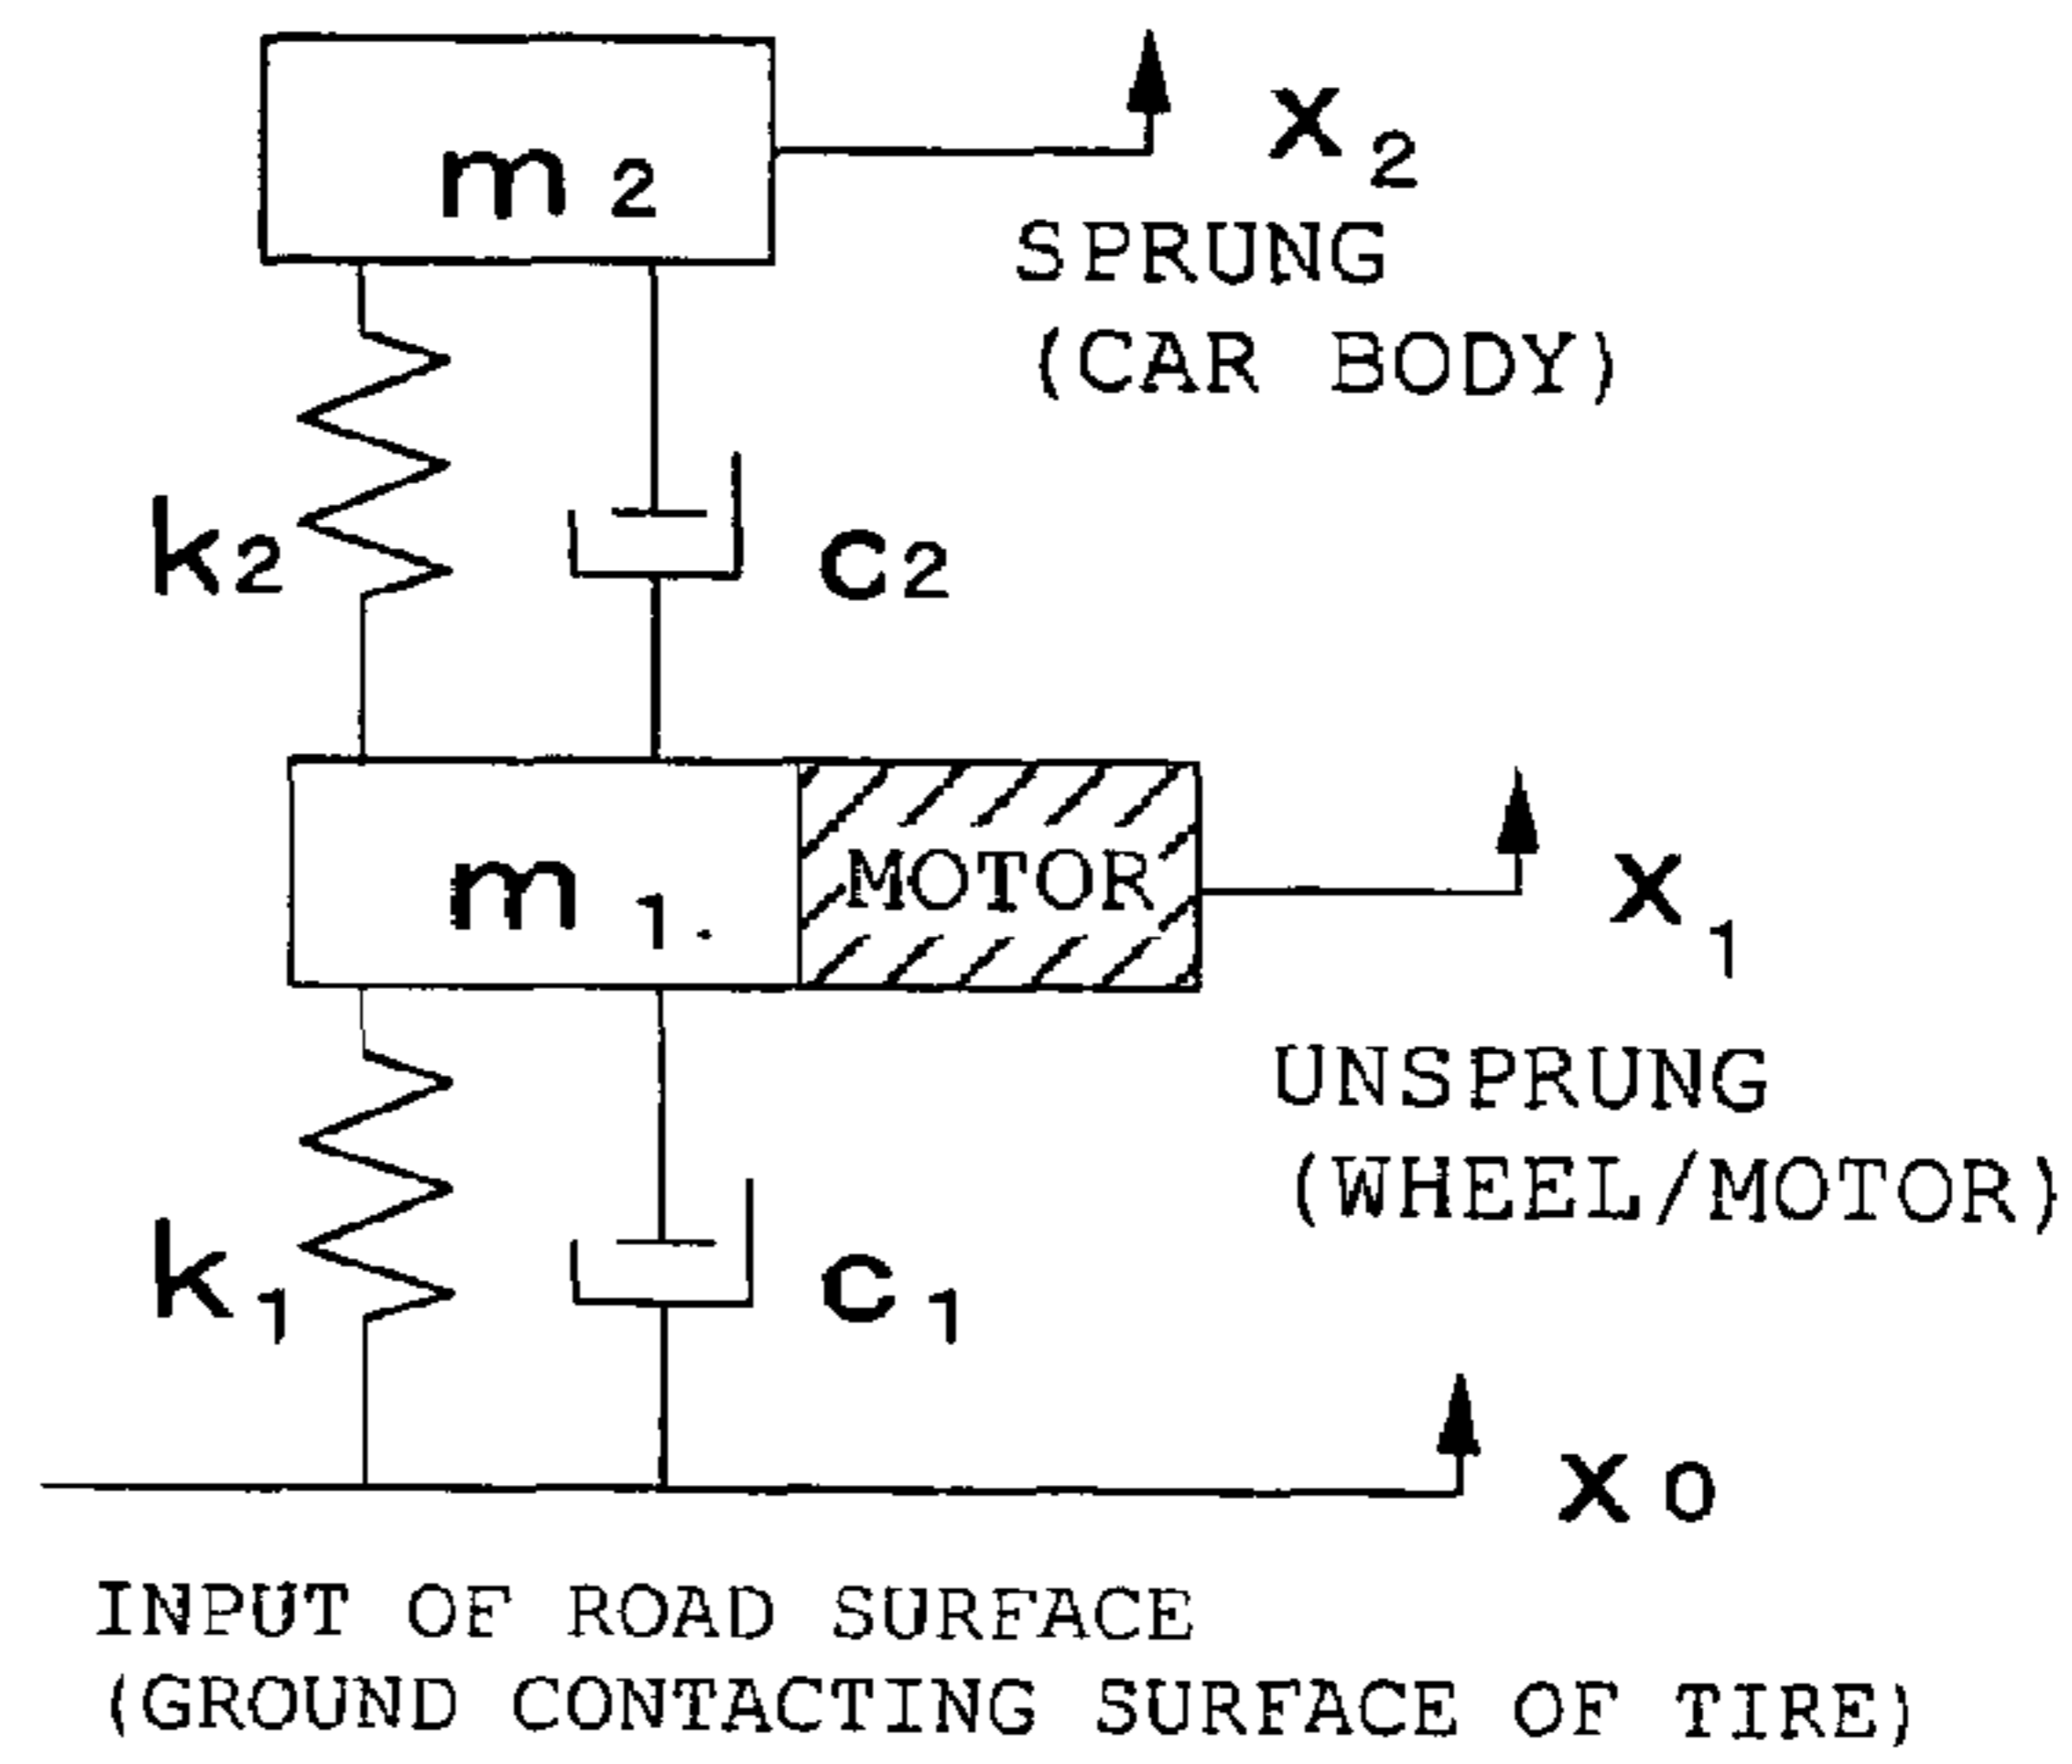 m2
x2
SPRUNG
(CAR BODY)
k2
c2
m1.
MOTOR
x1
UNSPRUNG
(WHEEL/MOTOR)
k1
c1
x0
INPUT OF ROAD SURFACE
(GROUND CONTACTING SURFACE OF TIRE)